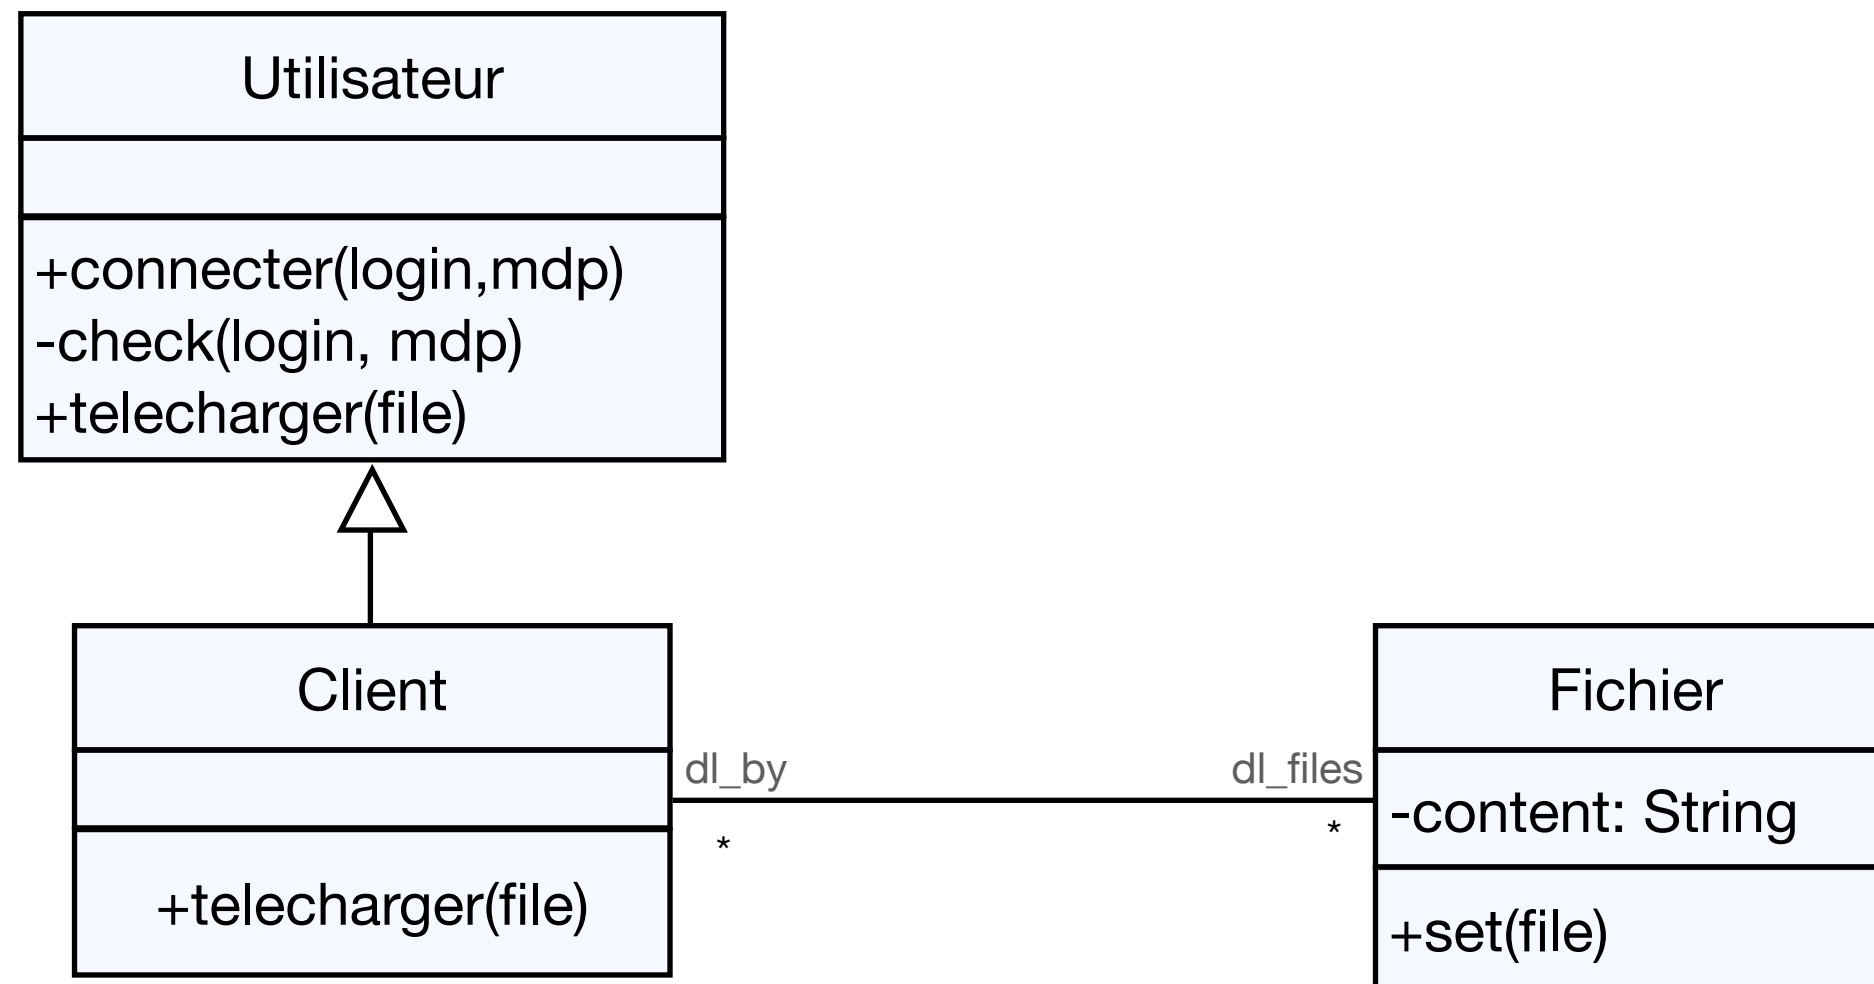 Utilisateur
+connecter(login,mdp)
-check(login, mdp)
+telecharger(file)
Client
+telecharger(file)
dl_by
*
dl_files
*
Fichier
-content: String
+set(file)